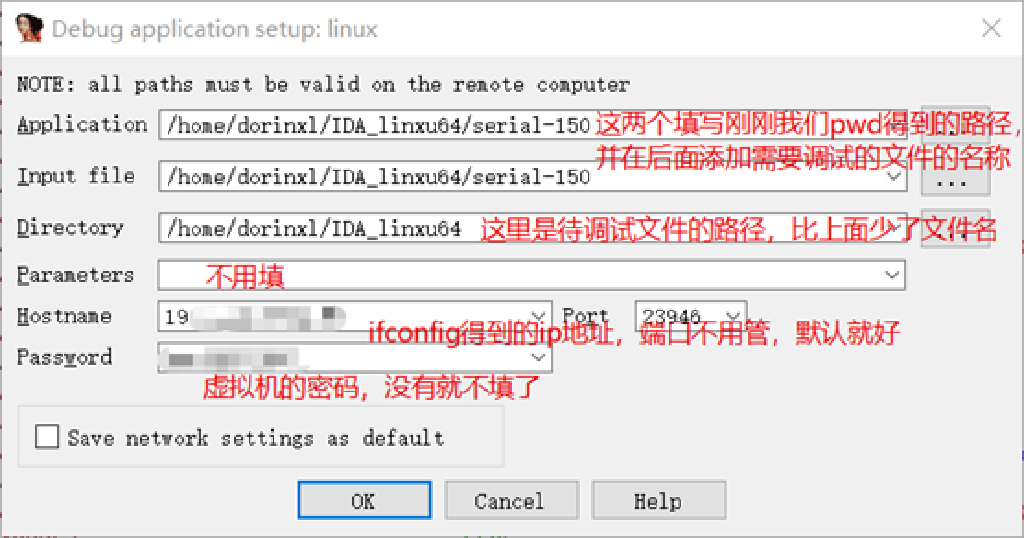 Debug application setup: linux
NOTE: all paths must be valid on the remote computer
Application /home/dorinxl/IDA_linxu64/serial-150 这两个填写刚刚我们pwd得到的路径,
并在后面添加需要调试的文件的名称
Input file /home/dorinxl/IDA_linxu64/serial-150 ...
Directory /home/dorinxl/IDA_linxu64 这里是待调试文件的路径，比上面少了文件名
Parameters 不用填
Hostname 19 Port 23946
ifconfig得到的ip地址，端口不用管，默认就好
Password
虚拟机的密码，没有就不填了
Save network settings as default
OK Cancel Help